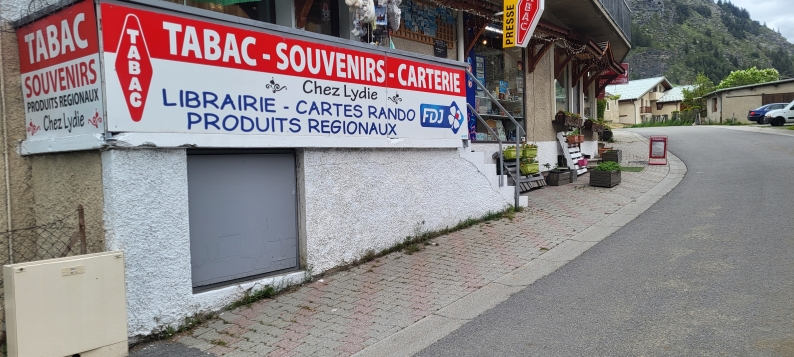 TABAC
SOUVENIRS
PRODUITS REGIONAUX
Chez Lydie
TABAC
TABAC - SOUVENIRS - CARTERIE
Chez Lydie
LIBRAIRIE - CARTES RANDO
PRODUITS REGIONAUX
FDJ
PRESSE
TABAC